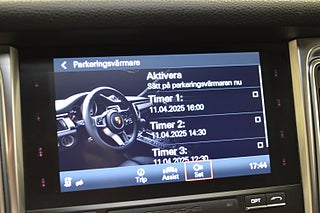 Parkeringsvärmare
Aktivera
Sätt på parkeringsvärmaren nu
Timer 1:
11.04.2025 16:00
Timer 2:
11.04.2025 14:30
Timer 3:
11.04.2025 12:30
Trip
Assist
Set
17:44
OPT